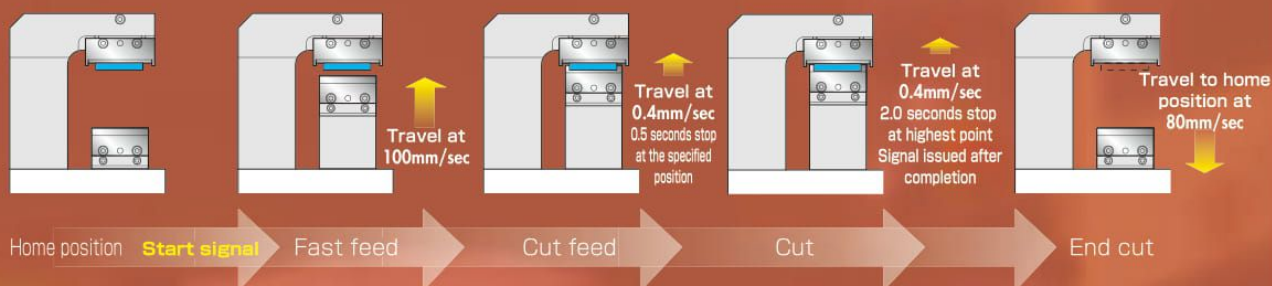 Travel at
100mm/sec
Travel at
0.4mm/sec
0.5 seconds stop
at the specified
position
Travel at
0.4mm/sec
2.0 seconds stop
at highest point
Signal issued after
completion
Travel to home
position at
80mm/sec
Home position
Start signal
Fast feed
Cut feed
Cut
End cut